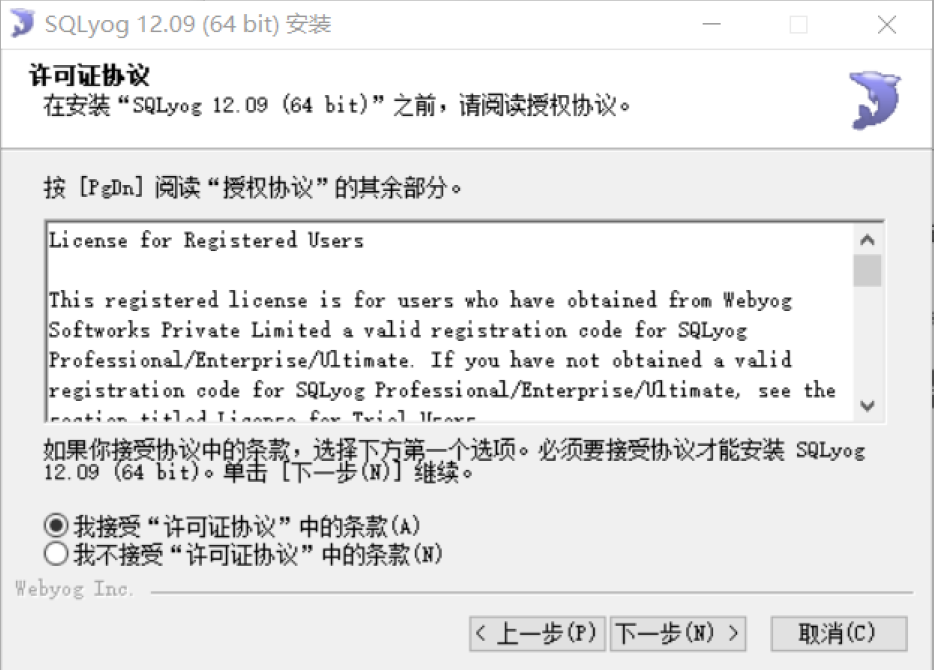 SQLyog 12.09 (64 bit) 安装
许可证协议
在安装“SQLyog 12.09 (64 bit)”之前，请阅读授权协议。
按 [PgDn] 阅读“授权协议”的其余部分。
License for Registered Users
This registered license is for users who have obtained from Webyog
Softworks Private Limited a valid registration code for SQLyog
Professional/Enterprise/Ultimate. If you have not obtained a valid
registration code for SQLyog Professional/Enterprise/Ultimate, see the
section titled License for Trial Users
如果你接受协议中的条款，选择下方第一个选项。必须要接受协议才能安装 SQLyog
12.09 (64 bit)。单击 [下一步(N)] 继续。
我接受“许可证协议”中的条款(A)
我不接受“许可证协议”中的条款(N)
Webyog Inc.
< 上一步(P) 下一步(N) > 取消(C)